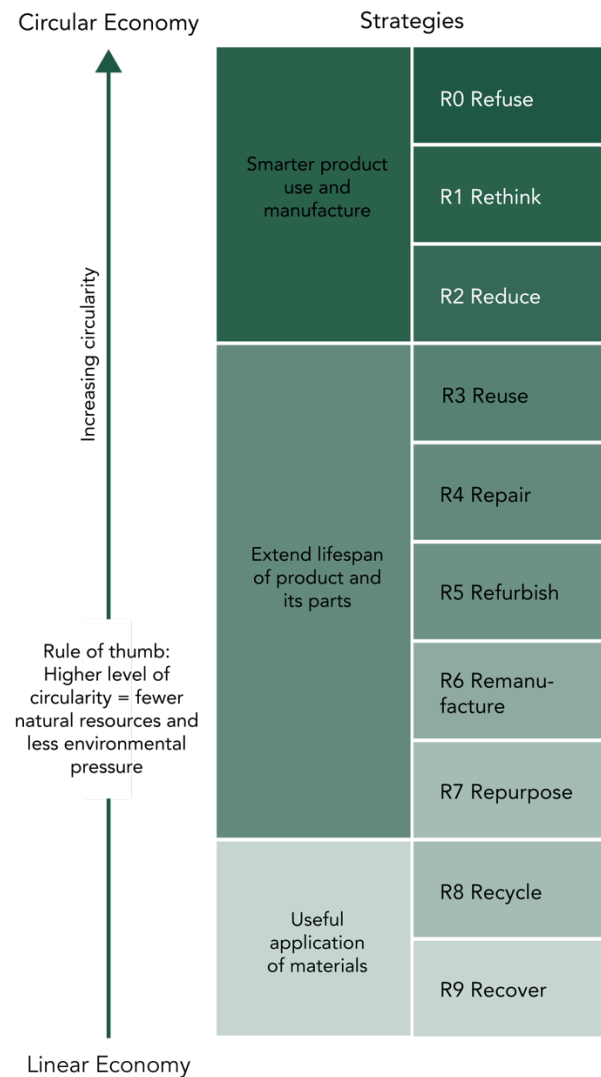 Circular Economy
Strategies
Increasing circularity
Rule of thumb:
Higher level of
circularity = fewer
natural resources and
less environmental
pressure
Linear Economy
Smarter product
use and
manufacture
R0 Refuse
R1 Rethink
R2 Reduce
Extend lifespan
of product and
its parts
R3 Reuse
R4 Repair
R5 Refurbish
R6 Remanu-
facture
R7 Repurpose
Useful
application
of materials
R8 Recycle
R9 Recover